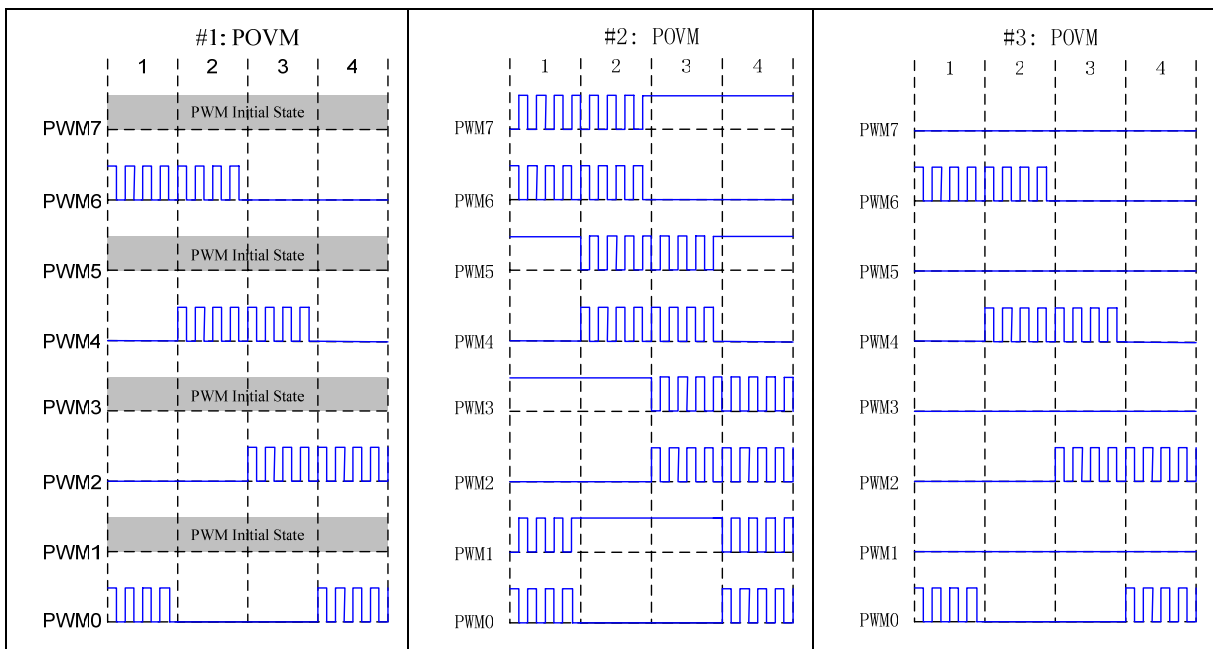 #1: POVM
1 2 3 4
PWM7 PWM Initial State
PWM6
PWM5 PWM Initial State
PWM4
PWM3 PWM Initial State
PWM2
PWM1 PWM Initial State
PWM0
#2: POVM
1 2 3 4
PWM7
PWM6
PWM5
PWM4
PWM3
PWM2
PWM1
PWM0
#3: POVM
1 2 3 4
PWM7
PWM6
PWM5
PWM4
PWM3
PWM2
PWM1
PWM0